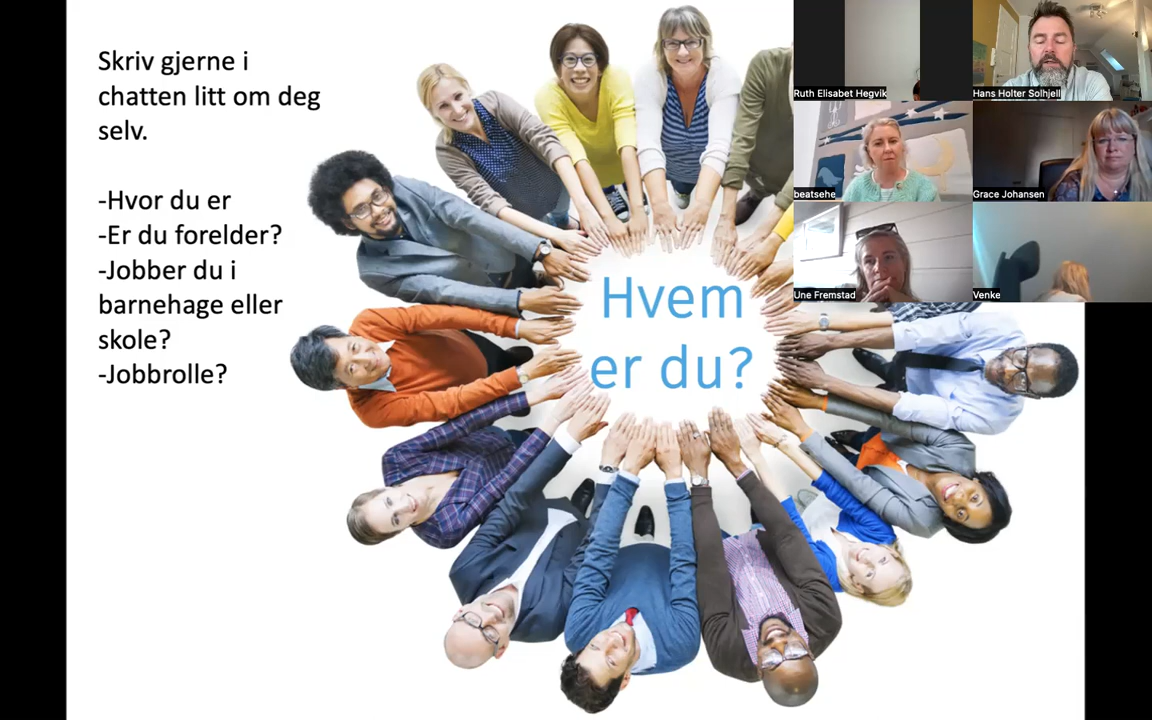 Skriv gjerne i
chatten litt om deg
selv.
-Hvor du er
-Er du forelder?
-Jobber du i
barnehage eller
skole?
-Jobbrolle?
Hvem
er du?
Ruth Elisabet Hegvik
Hans Holter Solhjell
beatsehe
Grace Johansen
Une Fremstad
Venke